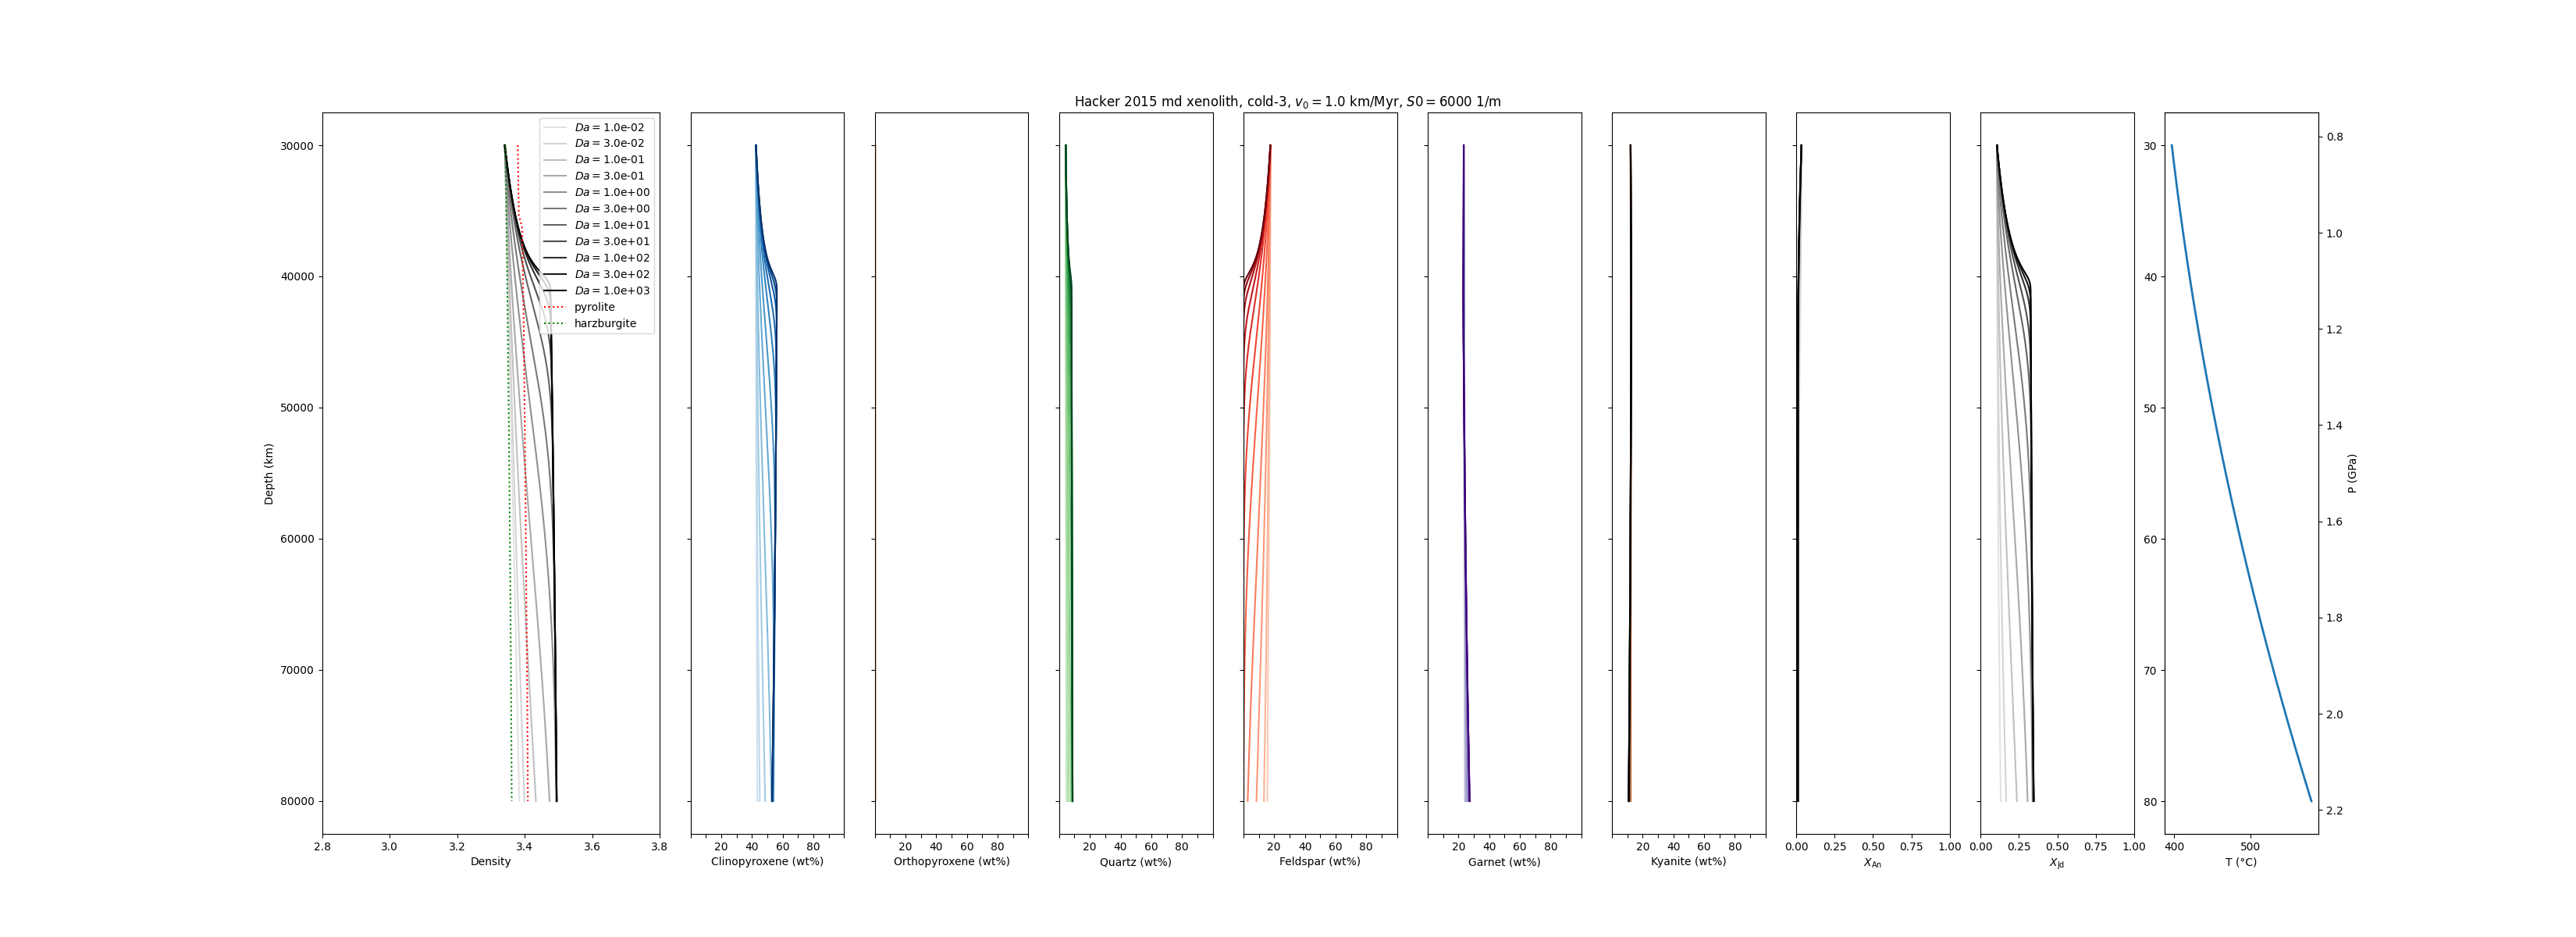 Hacker 2015 md xenolith, cold-3, v₀ = 1.0 km/Myr, S0 = 6000 1/m
Da = 1.0e-02
Da = 3.0e-02
Da = 1.0e-01
Da = 3.0e-01
Da = 1.0e+00
Da = 3.0e+00
Da = 1.0e+01
Da = 3.0e+01
Da = 1.0e+02
Da = 3.0e+02
Da = 1.0e+03
pyrolite
harzburgite
Depth (km)
30000
40000
50000
60000
70000
80000
2.8 3.0 3.2 3.4 3.6 3.8
Density
20 40 60 80
Clinopyroxene (wt%)
20 40 60 80
Orthopyroxene (wt%)
20 40 60 80
Quartz (wt%)
20 40 60 80
Feldspar (wt%)
20 40 60 80
Garnet (wt%)
20 40 60 80
Kyanite (wt%)
0.00 0.25 0.50 0.75 1.00
X_An
0.00 0.25 0.50 0.75 1.00
X_Jd
30
40
50
60
70
80
400 500
T (°C)
0.8
1.0
1.2
1.4
1.6
1.8
2.0
2.2
P (GPa)